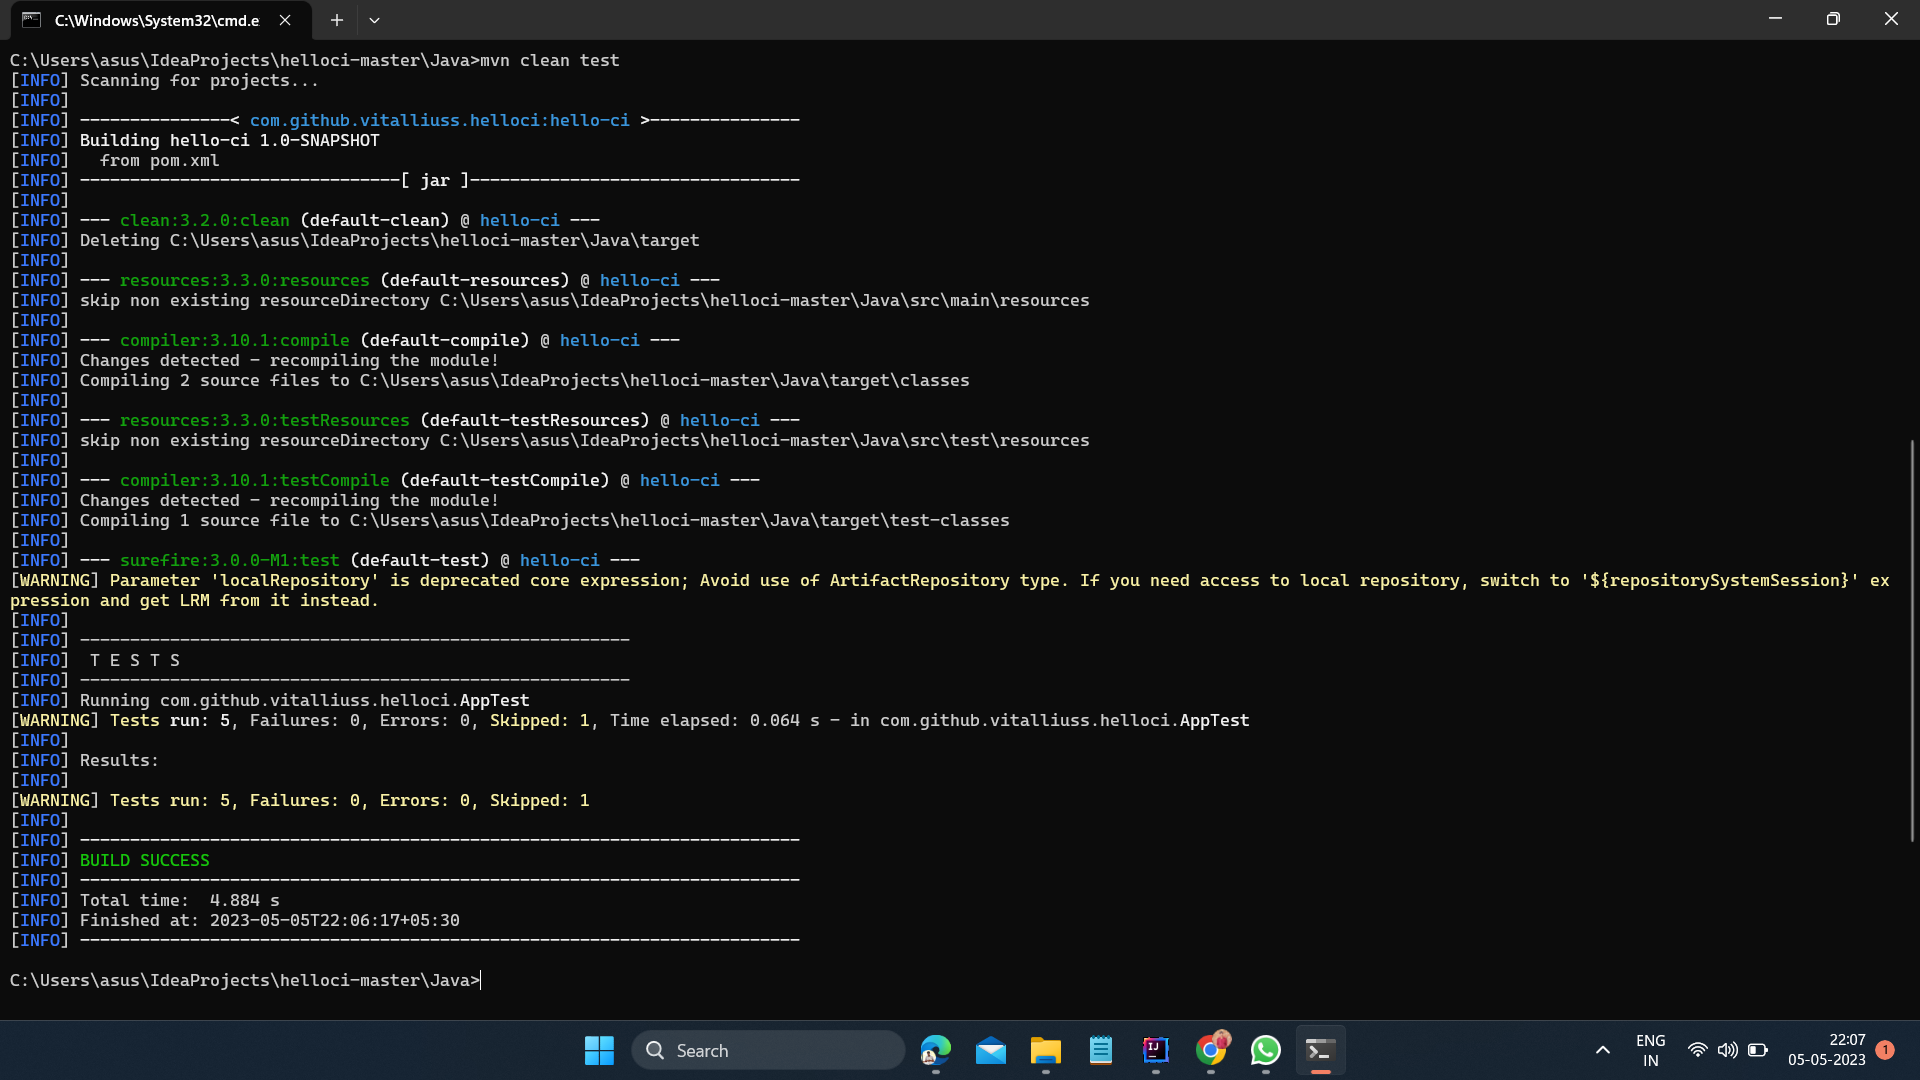 C:\Windows\System32\cmd.e
C:\Users\asus\IdeaProjects\helloci-master\Java>mvn clean test
[INFO] Scanning for projects...
[INFO]
[INFO] ---------------< com.github.vitalliuss.helloci:hello-ci >---------------
[INFO] Building hello-ci 1.0-SNAPSHOT
[INFO]   from pom.xml
[INFO] --------------------------------[ jar ]---------------------------------
[INFO]
[INFO] --- clean:3.2.0:clean (default-clean) @ hello-ci ---
[INFO] Deleting C:\Users\asus\IdeaProjects\helloci-master\Java\target
[INFO]
[INFO] --- resources:3.3.0:resources (default-resources) @ hello-ci ---
[INFO] skip non existing resourceDirectory C:\Users\asus\IdeaProjects\helloci-master\Java\src\main\resources
[INFO]
[INFO] --- compiler:3.10.1:compile (default-compile) @ hello-ci ---
[INFO] Changes detected - recompiling the module!
[INFO] Compiling 2 source files to C:\Users\asus\IdeaProjects\helloci-master\Java\target\classes
[INFO]
[INFO] --- resources:3.3.0:testResources (default-testResources) @ hello-ci ---
[INFO] skip non existing resourceDirectory C:\Users\asus\IdeaProjects\helloci-master\Java\src\test\resources
[INFO]
[INFO] --- compiler:3.10.1:testCompile (default-testCompile) @ hello-ci ---
[INFO] Changes detected - recompiling the module!
[INFO] Compiling 1 source file to C:\Users\asus\IdeaProjects\helloci-master\Java\target\test-classes
[INFO]
[INFO] --- surefire:3.0.0-M1:test (default-test) @ hello-ci ---
[WARNING] Parameter 'localRepository' is deprecated core expression; Avoid use of ArtifactRepository type. If you need access to local repository, switch to '${repositorySystemSession}' ex
pression and get LRM from it instead.
[INFO]
[INFO] -------------------------------------------------------
[INFO]  T E S T S
[INFO] -------------------------------------------------------
[INFO] Running com.github.vitalliuss.helloci.AppTest
[WARNING] Tests run: 5, Failures: 0, Errors: 0, Skipped: 1, Time elapsed: 0.064 s - in com.github.vitalliuss.helloci.AppTest
[INFO]
[INFO] Results:
[INFO]
[WARNING] Tests run: 5, Failures: 0, Errors: 0, Skipped: 1
[INFO]
[INFO] ------------------------------------------------------------------------
[INFO] BUILD SUCCESS
[INFO] ------------------------------------------------------------------------
[INFO] Total time:  4.884 s
[INFO] Finished at: 2023-05-05T22:06:17+05:30
[INFO] ------------------------------------------------------------------------
C:\Users\asus\IdeaProjects\helloci-master\Java>
Search
ENG
IN
22:07
05-05-2023
1